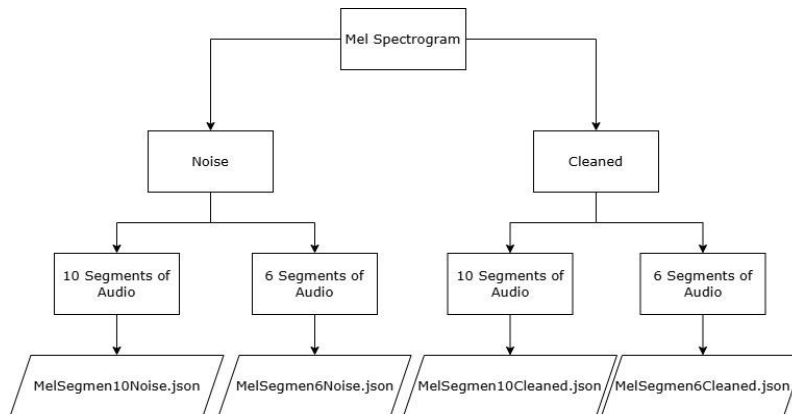 Mel Spectrogram
Noise
Cleaned
10 Segments of
Audio
6 Segments of
Audio
10 Segments of
Audio
6 Segments of
Audio
MelSegmen10Noise.json
MelSegmen6Noise.json
MelSegmen10Cleaned.json
MelSegmen6Cleaned.json